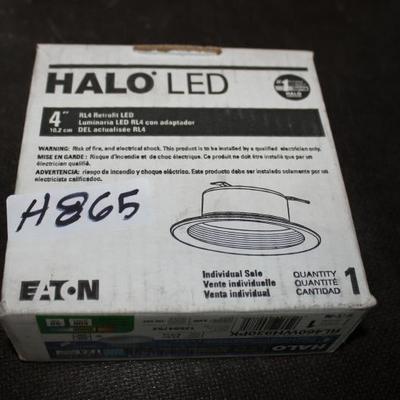 HALO® LED
4"
10.2 cm
RL4 Retrofit LED
Luminaria LED RL4 con adaptador
DEL actualisée RL4
HALO
WARNING: Risk of fire, and electrical shock. This product is to be installed by a qualified electrician only.
MISE EN GARDE: Risque d'incendie et de choc électrique. Ce produit ne doit être installé que par un
électricien qualifié.
ADVERTENCIA: riesgo de incendio y choque eléctrico. Este producto debe ser instalado solamente por un
electricista calificado.
H865
EATON
Individual Sale
Vente individuelle
Venta individual
QUANTITY
QUANTITÉ
CANTIDAD
1
HALO
1
RL460WH930PK